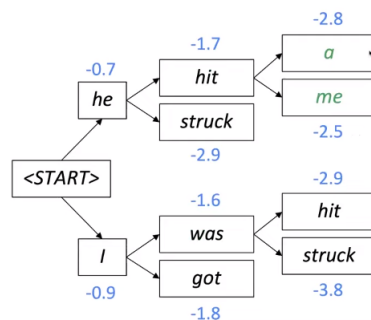 -2.8
-1.7
a
-0.7
hit
he
me
struck
-2.5
-2.9
<START>
-2.9
-1.6
hit
was
I
struck
got
-0.9
-3.8
-1.8